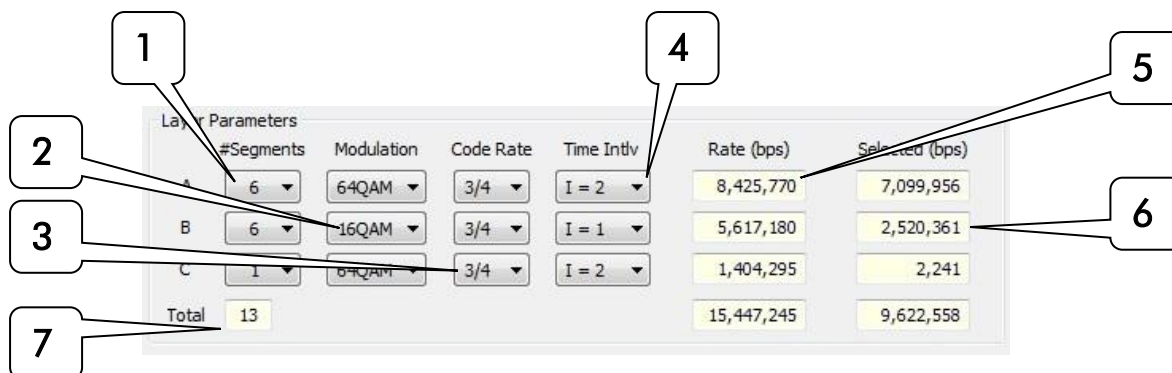 1
4
5
Layer Parameters
2
#Segments Modulation Code Rate Time Intlv Rate (bps) Selected (bps)
A 6 64QAM 3/4 I = 2 8,425,770 7,099,956
B 6 16QAM 3/4 I = 1 5,617,180 2,520,361
6
3
C 1 64QAM 3/4 I = 2 1,404,295 2,241
Total 13 15,447,245 9,622,558
7